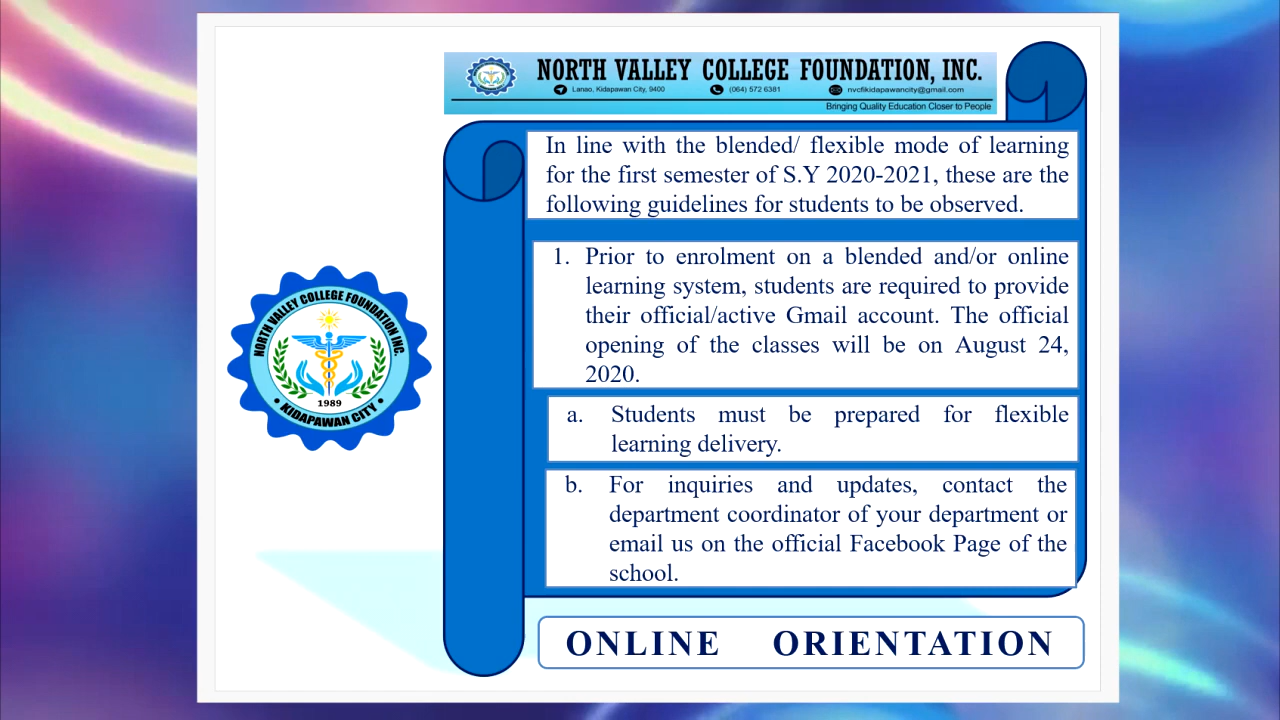 NORTH VALLEY COLLEGE FOUNDATION, INC.
Lanao, Kidapawan City, 9400 (064) 572 6381 nvcfikidapawancity@gmail.com
Bringing Quality Education Closer to People
In line with the blended/ flexible mode of learning
for the first semester of S.Y 2020-2021, these are the
following guidelines for students to be observed.
1. Prior to enrolment on a blended and/or online
learning system, students are required to provide
their official/active Gmail account. The official
opening of the classes will be on August 24,
2020.
a. Students must be prepared for flexible
learning delivery.
b. For inquiries and updates, contact the
department coordinator of your department or
email us on the official Facebook Page of the
school.
NORTH VALLEY COLLEGE FOUNDATION INC.
1989
• KIDAPAWAN CITY •
ONLINE ORIENTATION